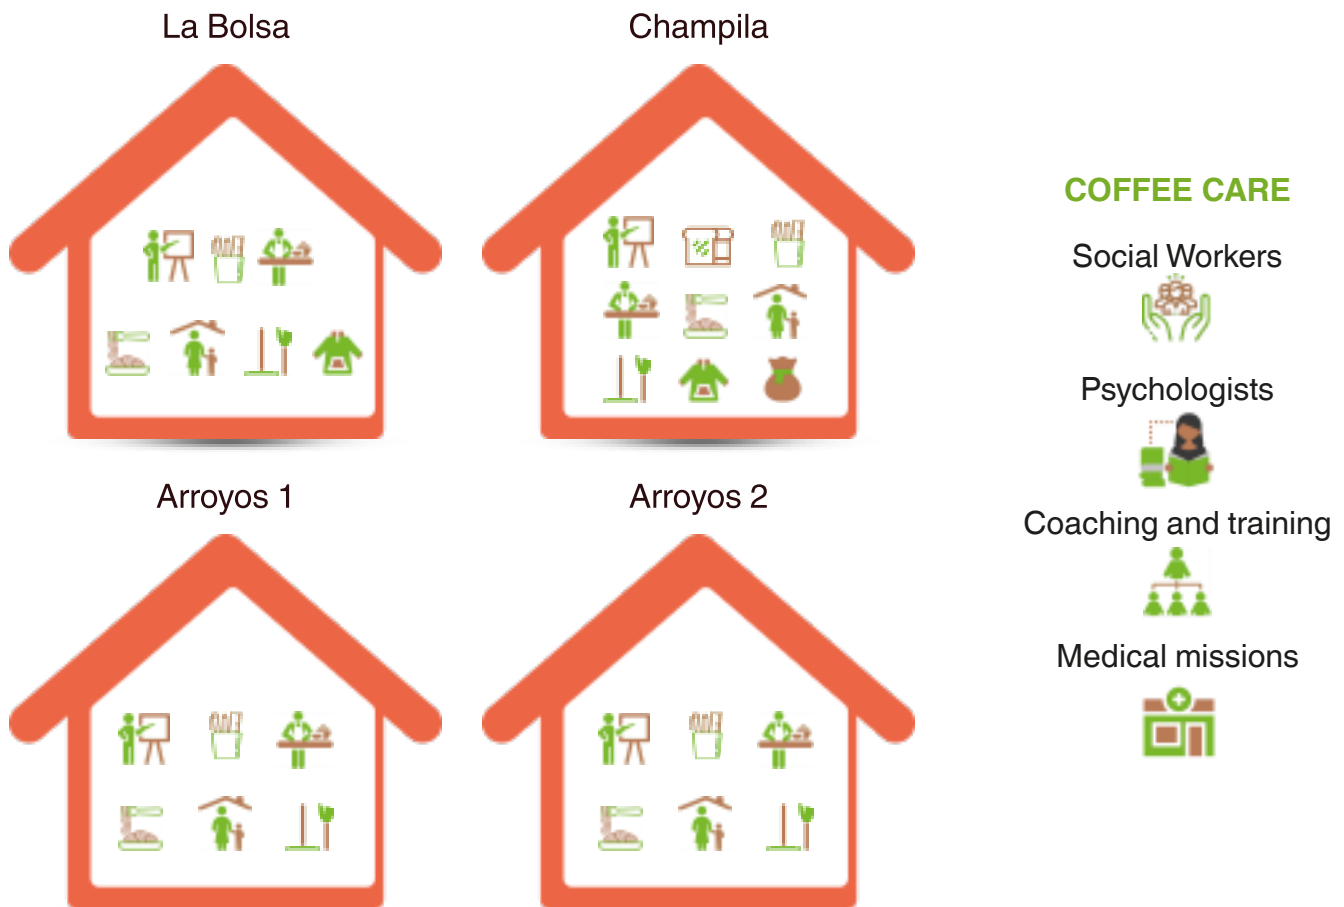 La Bolsa
Champila
Arroyos 1
Arroyos 2
COFFEE CARE
Social Workers
Psychologists
Coaching and training
Medical missions